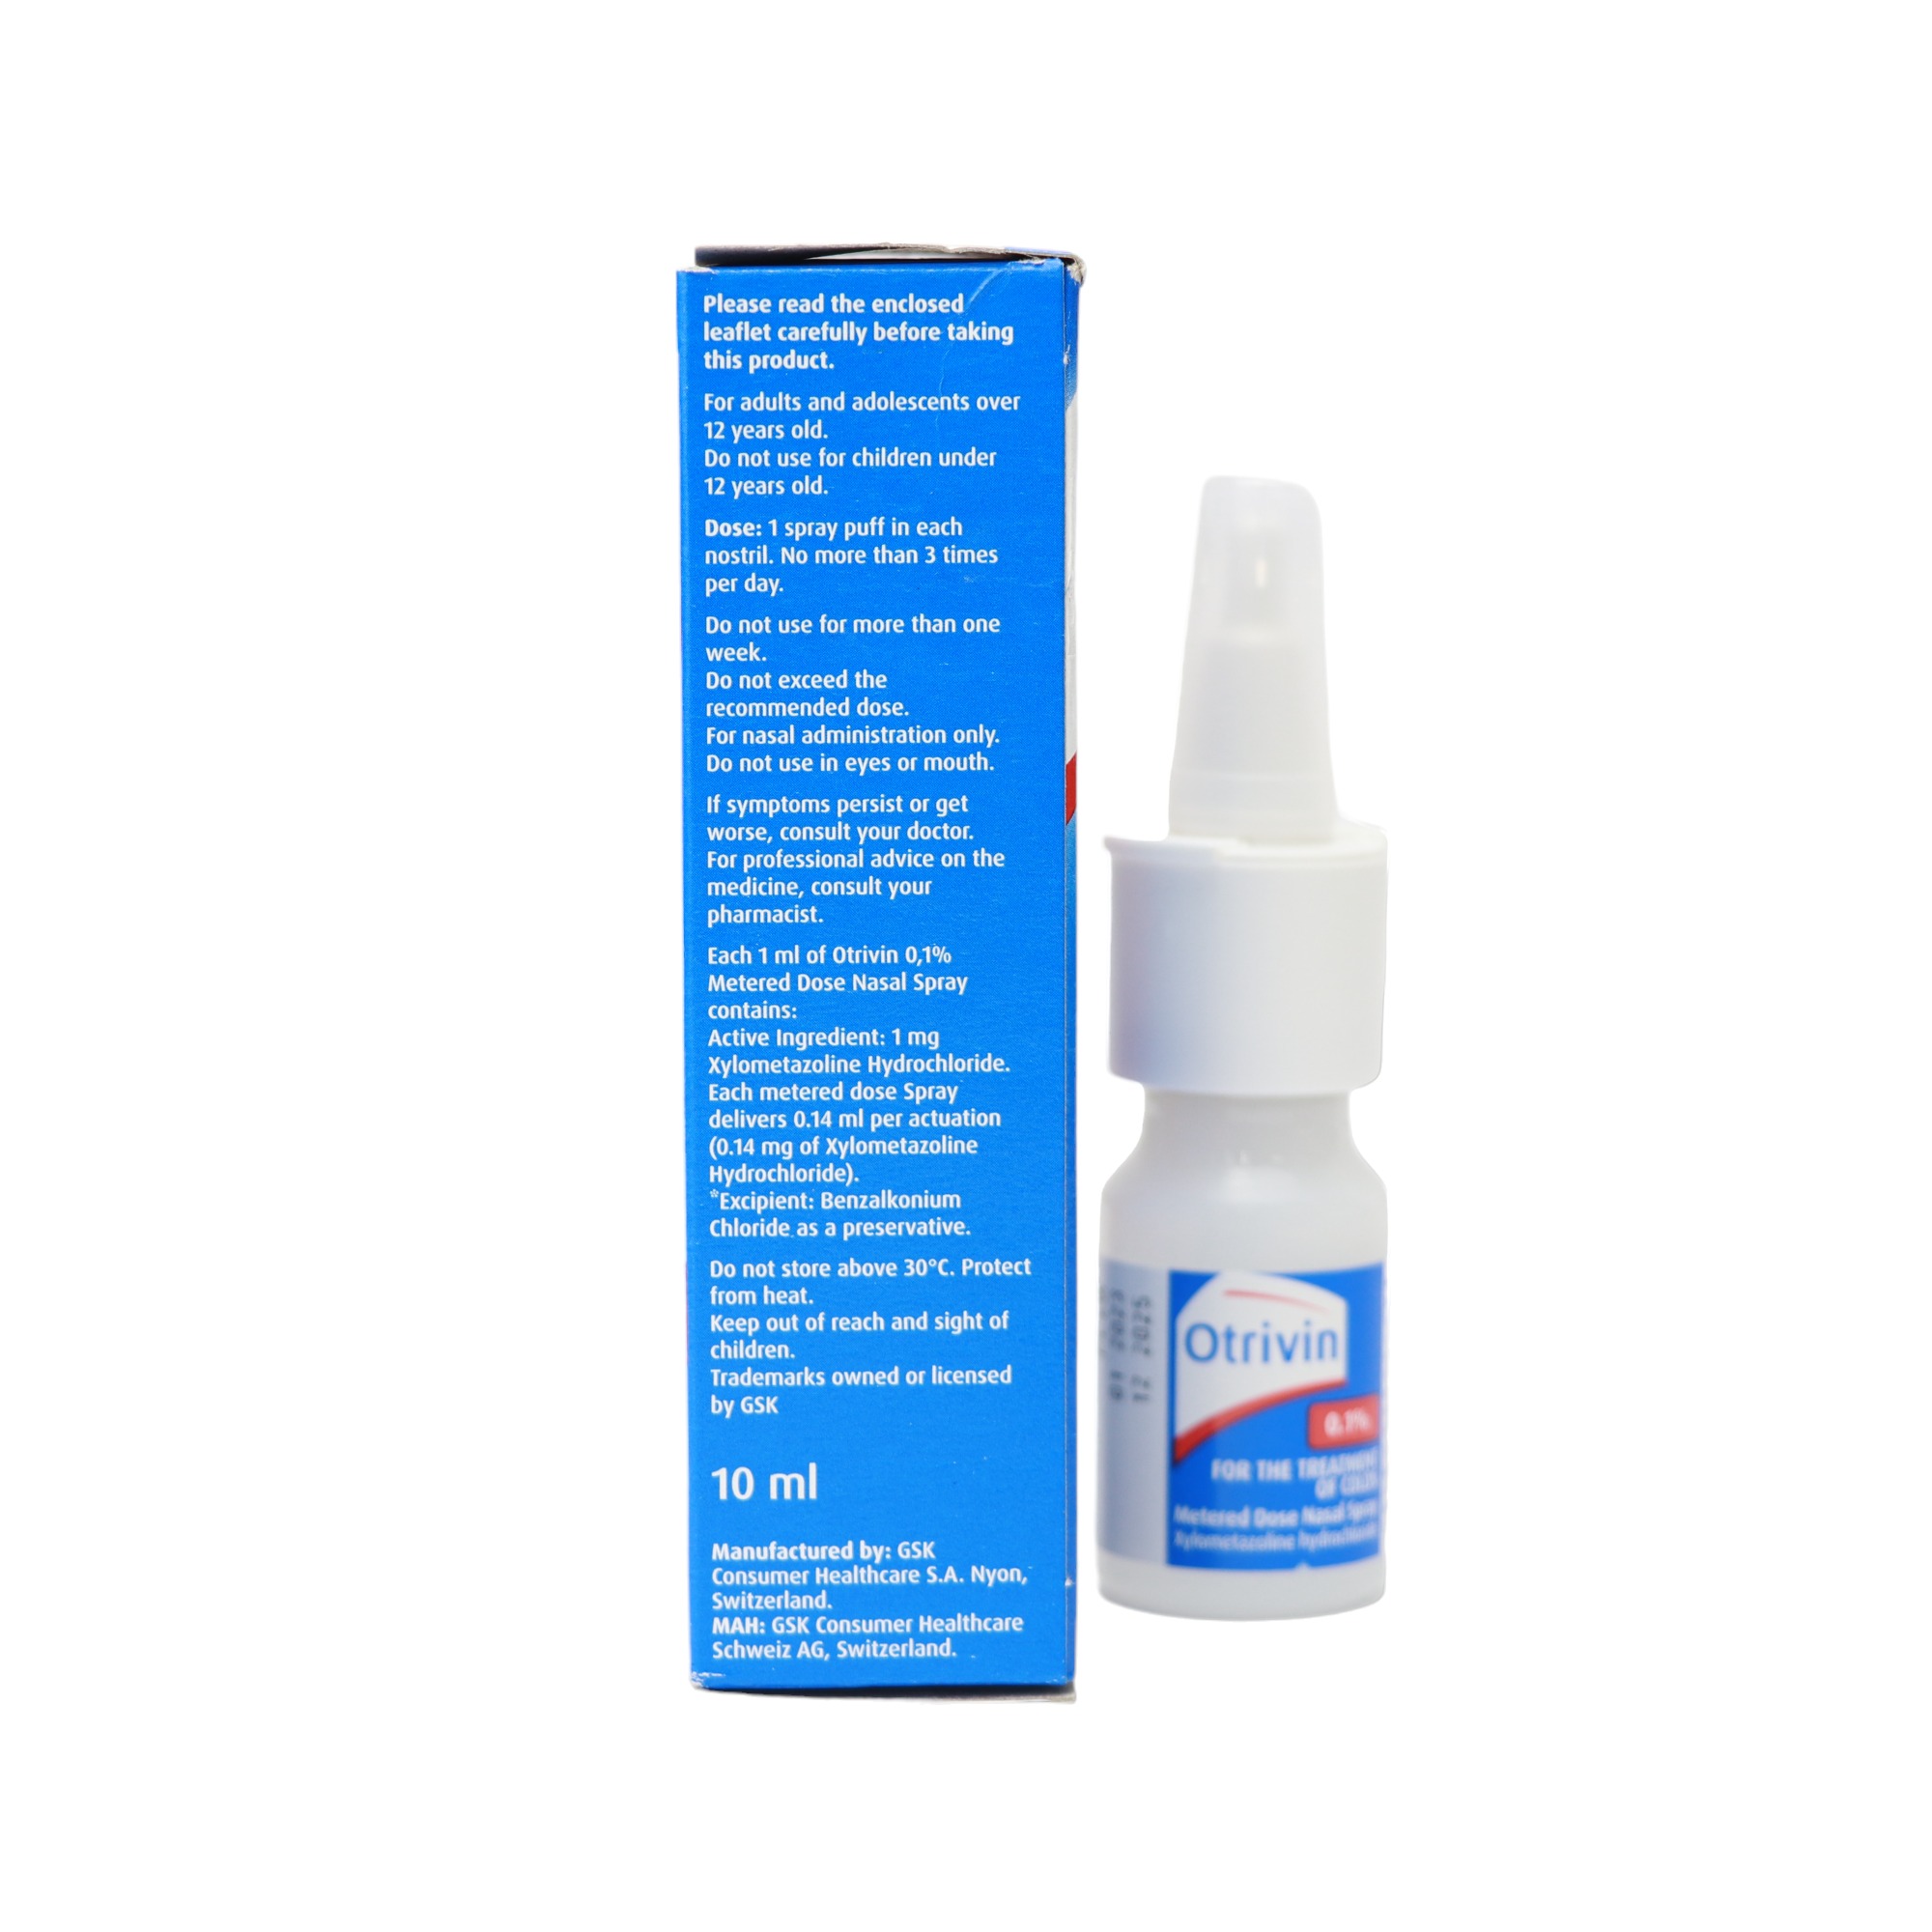 Please read the enclosed
leaflet carefully before taking
this product.
For adults and adolescents over
12 years old.
Do not use for children under
12 years old.
Dose: 1 spray puff in each
nostril. No more than 3 times
per day.
Do not use for more than one
week.
Do not exceed the
recommended dose.
For nasal administration only.
Do not use in eyes or mouth.
If symptoms persist or get
worse, consult your doctor.
For professional advice on the
medicine, consult your
pharmacist.
Each 1 ml of Otrivin 0,1%
Metered Dose Nasal Spray
contains:
Active Ingredient: 1 mg
Xylometazoline Hydrochloride.
Each metered dose Spray
delivers 0.14 ml per actuation
(0.14 mg of Xylometazoline
Hydrochloride).
*Excipient: Benzalkonium
Chloride as a preservative.
Do not store above 30°C. Protect
from heat.
Keep out of reach and sight of
children.
Trademarks owned or licensed
by GSK
10 ml
Manufactured by: GSK
Consumer Healthcare S.A. Nyon,
Switzerland.
MAH: GSK Consumer Healthcare
Schweiz AG, Switzerland.
01 2023
12 2025
Otrivin
0.1%
FOR THE TREATMENT
OF
Metered Dose Nasal Spray
Xylometazoline hydrochloride